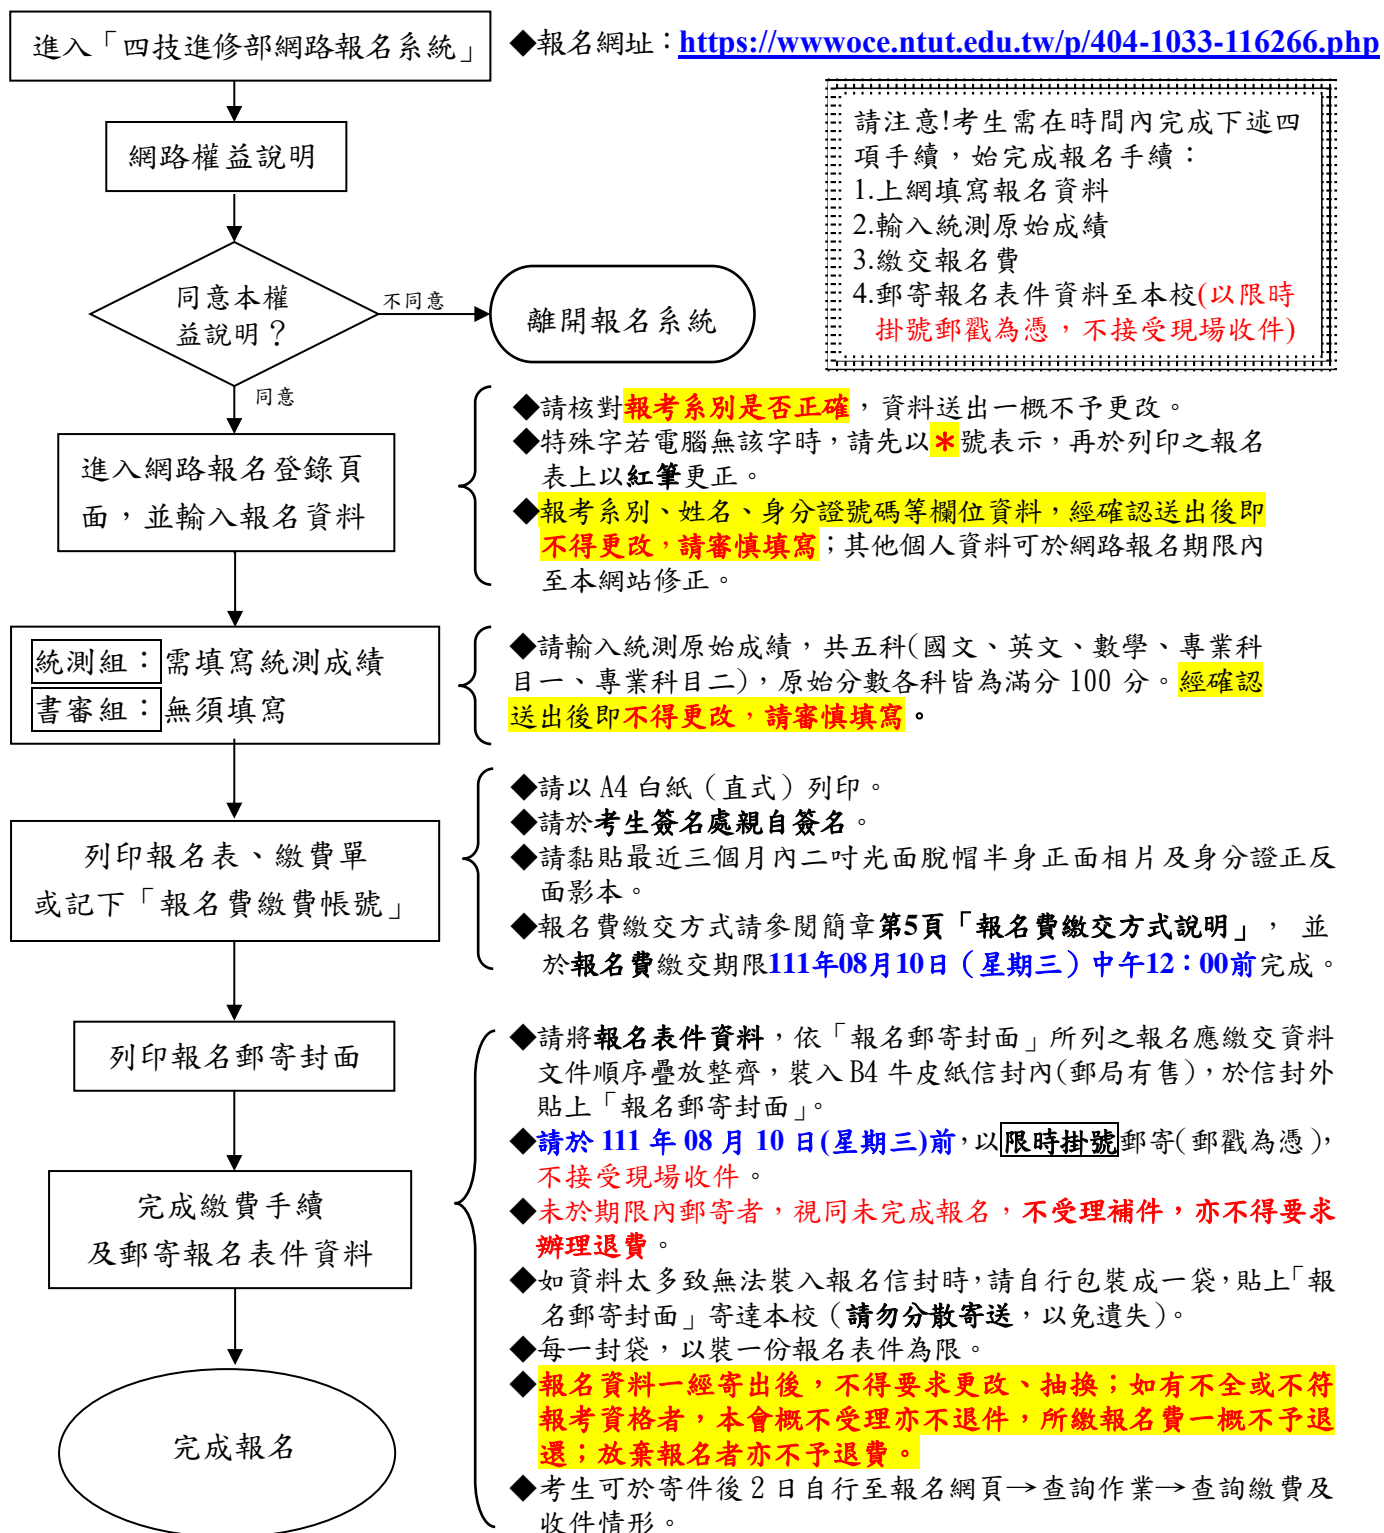 進入「四技進修部網路報名系統」
◆報名網址：https://wwwoce.ntut.edu.tw/p/404-1033-116266.php
請注意!考生需在時間內完成下述四
項手續，始完成報名手續：
1.上網填寫報名資料
2.輸入統測原始成績
3.繳交報名費
4.郵寄報名表件資料至本校(以限時
掛號郵戳為憑，不接受現場收件)
網路權益說明
同意本權
益說明？
不同意
離開報名系統
同意
進入網路報名登錄頁
面，並輸入報名資料
◆請核對報考系別是否正確，資料送出一概不予更改。
◆特殊字若電腦無該字時，請先以＊號表示，再於列印之報名
表上以紅筆更正。
◆報考系別、姓名、身分證號碼等欄位資料，經確認送出後即
不得更改，請審慎填寫；其他個人資料可於網路報名期限內
至本網站修正。
統測組：需填寫統測成績
書審組：無須填寫
◆請輸入統測原始成績，共五科(國文、英文、數學、專業科
目一、專業科目二)，原始分數各科皆為滿分 100 分。經確認
送出後即不得更改，請審慎填寫。
列印報名表、繳費單
或記下「報名費繳費帳號」
◆請以 A4 白紙（直式）列印。
◆請於考生簽名處親自簽名。
◆請黏貼最近三個月內二吋光面脫帽半身正面相片及身分證正反
面影本。
◆報名費繳交方式請參閱簡章第5頁「報名費繳交方式說明」， 並
於報名費繳交期限111年08月10日（星期三）中午12：00前完成。
列印報名郵寄封面
完成繳費手續
及郵寄報名表件資料
◆請將報名表件資料，依「報名郵寄封面」所列之報名應繳交資料
文件順序疊放整齊，裝入 B4 牛皮紙信封內(郵局有售)，於信封外
貼上「報名郵寄封面」。
◆請於 111 年 08 月 10 日(星期三)前，以限時掛號郵寄(郵戳為憑)，
不接受現場收件。
◆未於期限內郵寄者，視同未完成報名，不受理補件，亦不得要求
辦理退費。
◆如資料太多致無法裝入報名信封時，請自行包裝成一袋，貼上「報
名郵寄封面」寄達本校（請勿分散寄送，以免遺失）。
◆每一封袋，以裝一份報名表件為限。
◆報名資料一經寄出後，不得要求更改、抽換；如有不全或不符
報考資格者，本會概不受理亦不退件，所繳報名費一概不予退
還；放棄報名者亦不予退費。
◆考生可於寄件後 2 日自行至報名網頁→查詢作業→查詢繳費及
收件情形。
完成報名